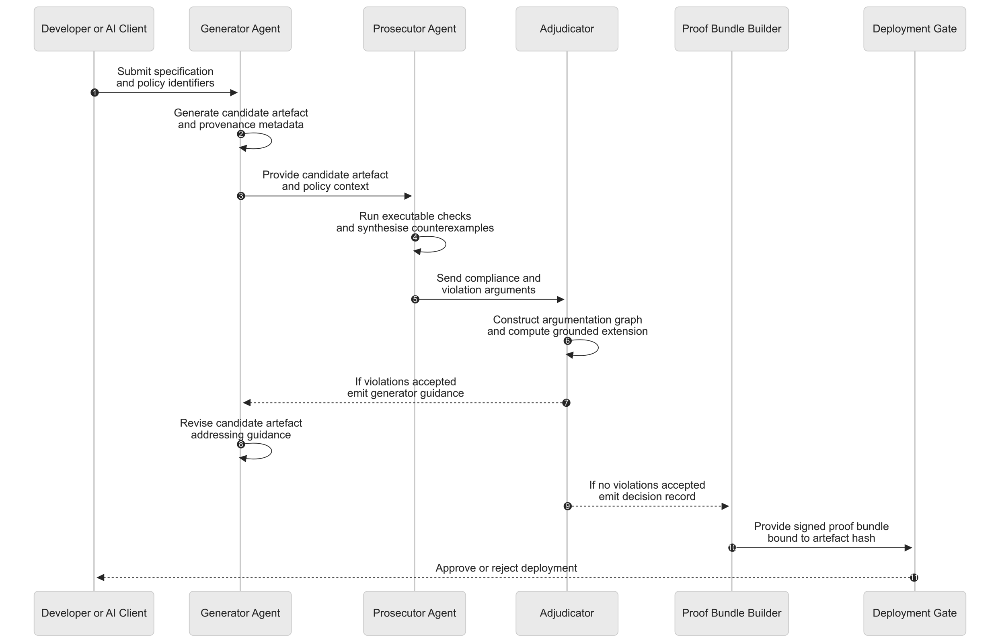 Developer or AI Client
Generator Agent
Prosecutor Agent
Adjudicator
Proof Bundle Builder
Deployment Gate
Submit specification
and policy identifiers
1
Generate candidate artefact
and provenance metadata
2
Provide candidate artefact
and policy context
3
Run executable checks
and synthesise counterexamples
4
Send compliance and
violation arguments
5
Construct argumentation graph
and compute grounded extension
6
If violations accepted
emit generator guidance
7
Revise candidate artefact
addressing guidance
8
If no violations accepted
emit decision record
9
Provide signed proof bundle
bound to artefact hash
10
Approve or reject deployment
11
Developer or AI Client
Generator Agent
Prosecutor Agent
Adjudicator
Proof Bundle Builder
Deployment Gate